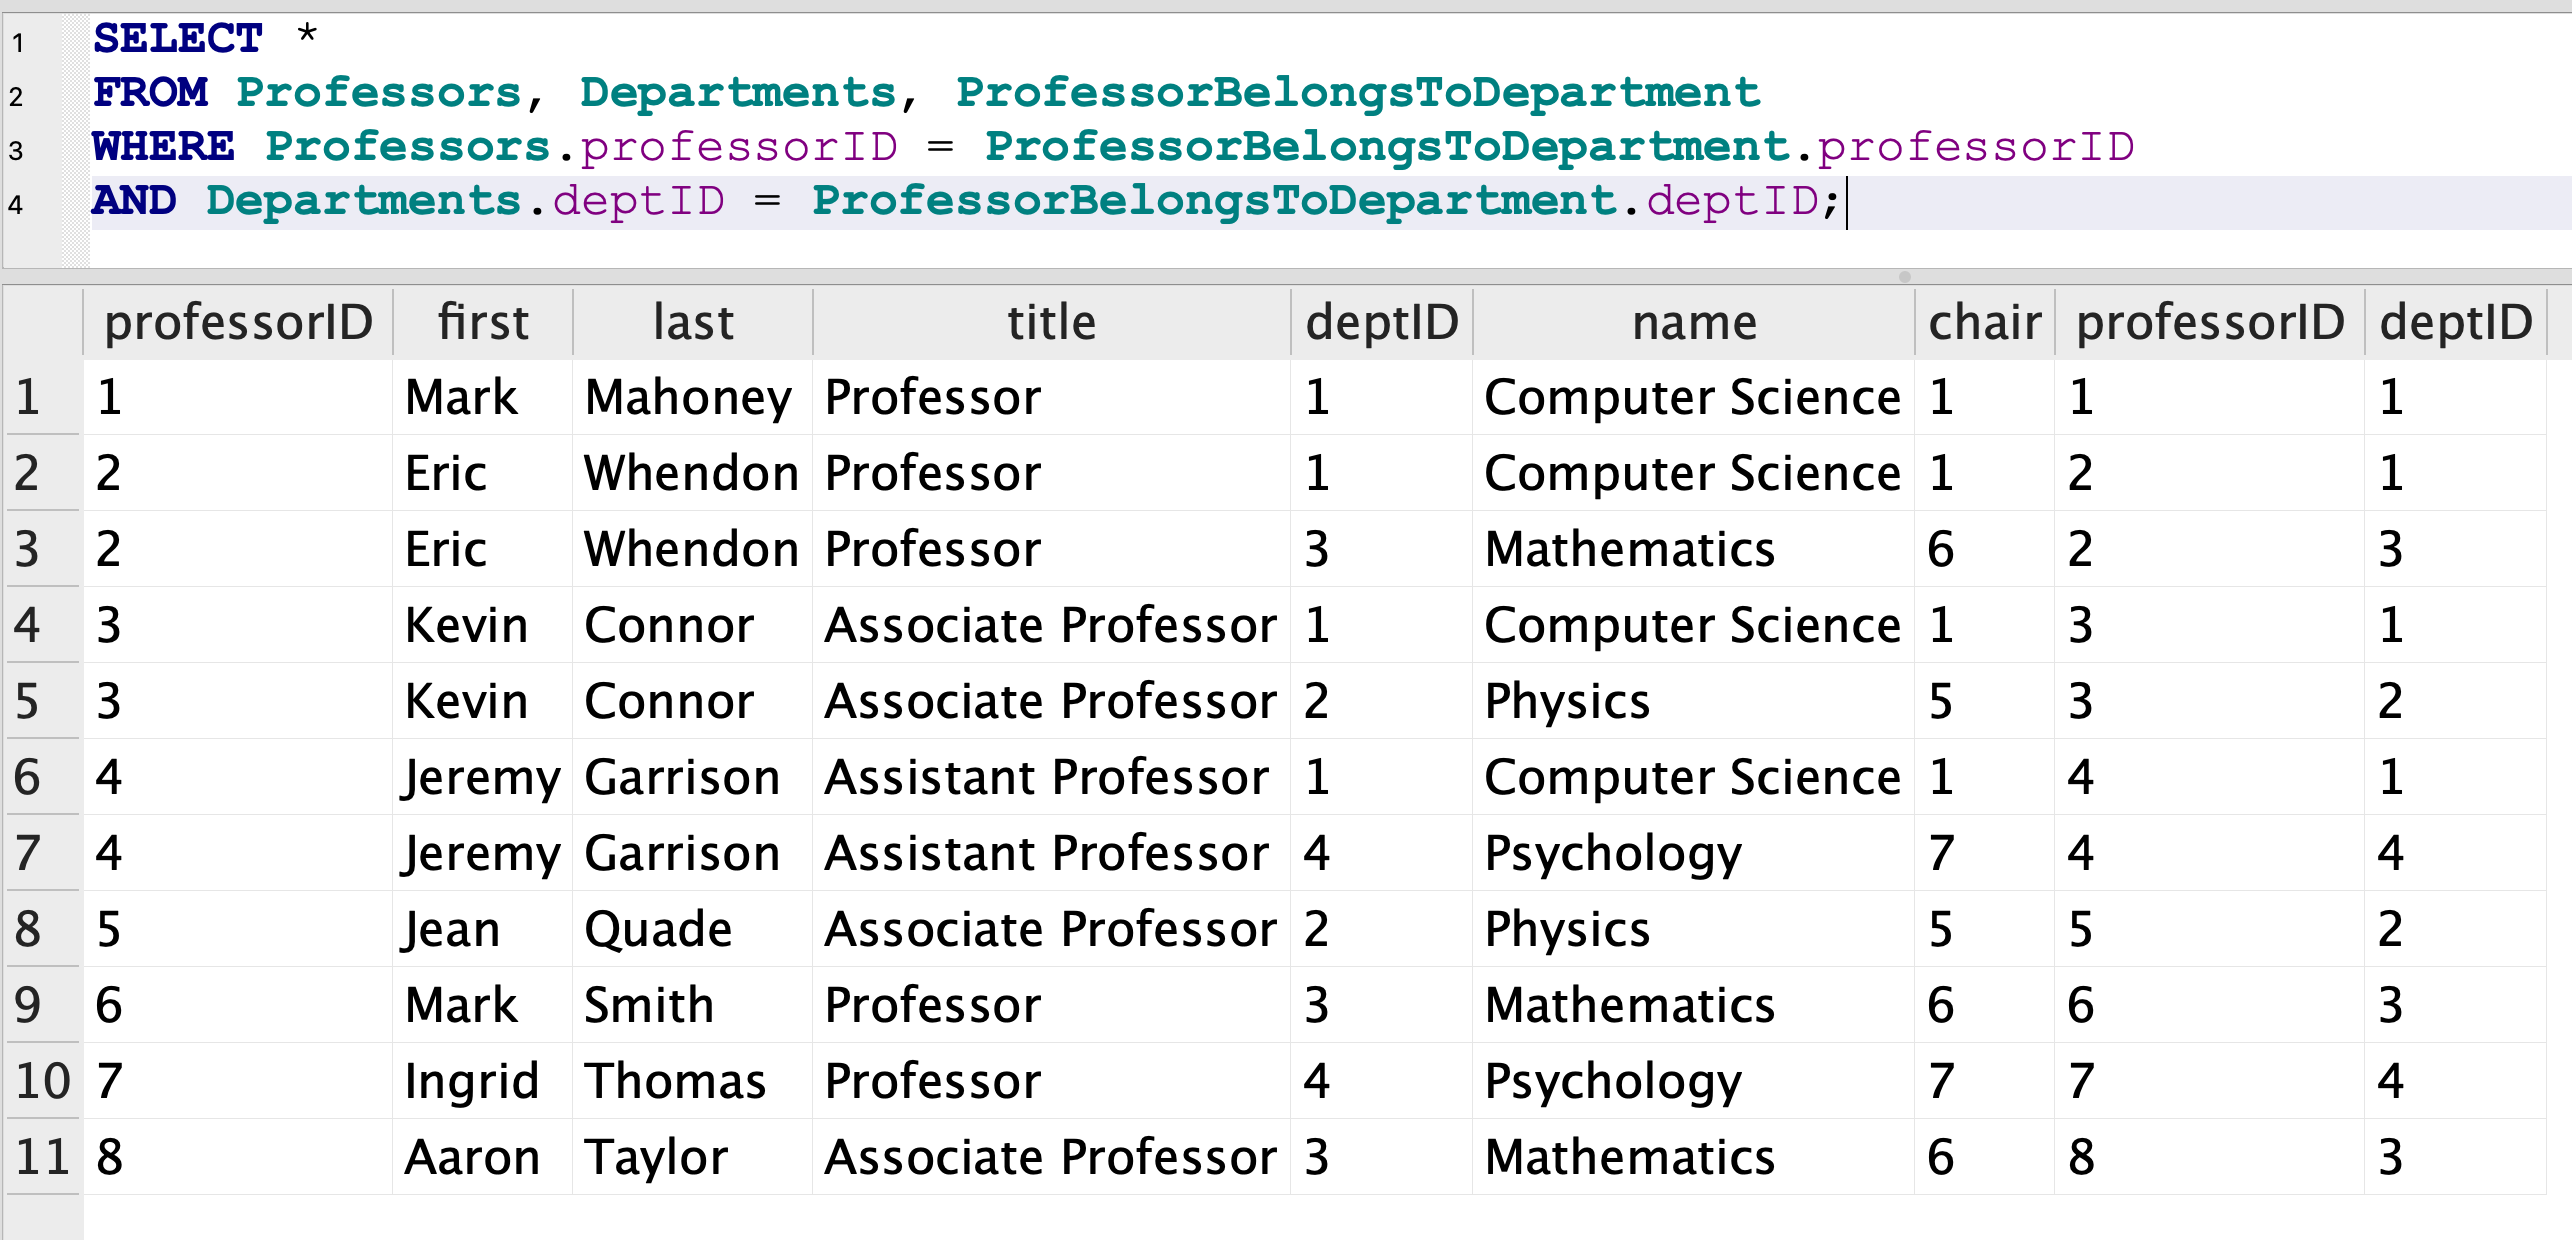 1 SELECT *
2 FROM Professors, Departments, ProfessorBelongsToDepartment
3 WHERE Professors.professorID = ProfessorBelongsToDepartment.professorID
4 AND Departments.deptID = ProfessorBelongsToDepartment.deptID;
professorID first last title deptID name chair professorID deptID
1 1 Mark Mahoney Professor 1 Computer Science 1 1 1
2 2 Eric Whendon Professor 1 Computer Science 1 2 1
3 2 Eric Whendon Professor 3 Mathematics 6 2 3
4 3 Kevin Connor Associate Professor 1 Computer Science 1 3 1
5 3 Kevin Connor Associate Professor 2 Physics 5 3 2
6 4 Jeremy Garrison Assistant Professor 1 Computer Science 1 4 1
7 4 Jeremy Garrison Assistant Professor 4 Psychology 7 4 4
8 5 Jean Quade Associate Professor 2 Physics 5 5 2
9 6 Mark Smith Professor 3 Mathematics 6 6 3
10 7 Ingrid Thomas Professor 4 Psychology 7 7 4
11 8 Aaron Taylor Associate Professor 3 Mathematics 6 8 3